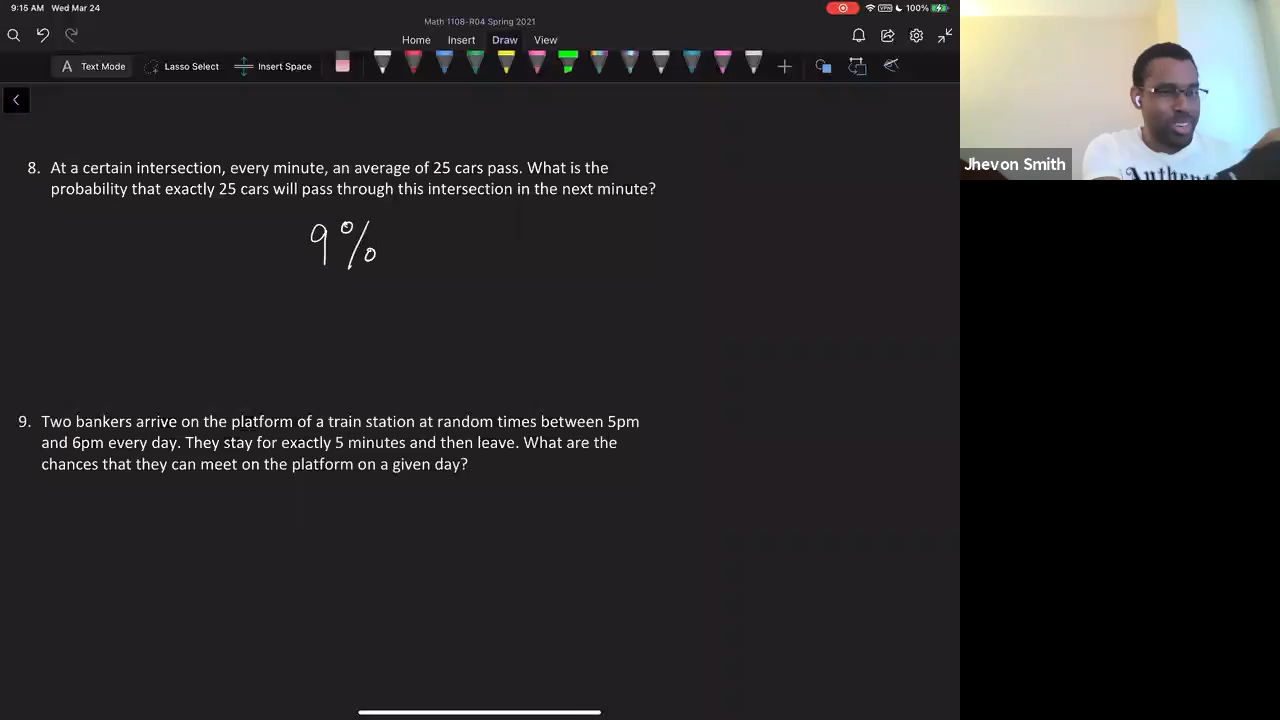 9:15 AM Wed Mar 24
VPN 100%
Math 1108-R04 Spring 2021
Home Insert Draw View
A Text Mode Lasso Select Insert Space
8. At a certain intersection, every minute, an average of 25 cars pass. What is the
probability that exactly 25 cars will pass through this intersection in the next minute?
9%
9. Two bankers arrive on the platform of a train station at random times between 5pm
and 6pm every day. They stay for exactly 5 minutes and then leave. What are the
chances that they can meet on the platform on a given day?
Jhevon Smith